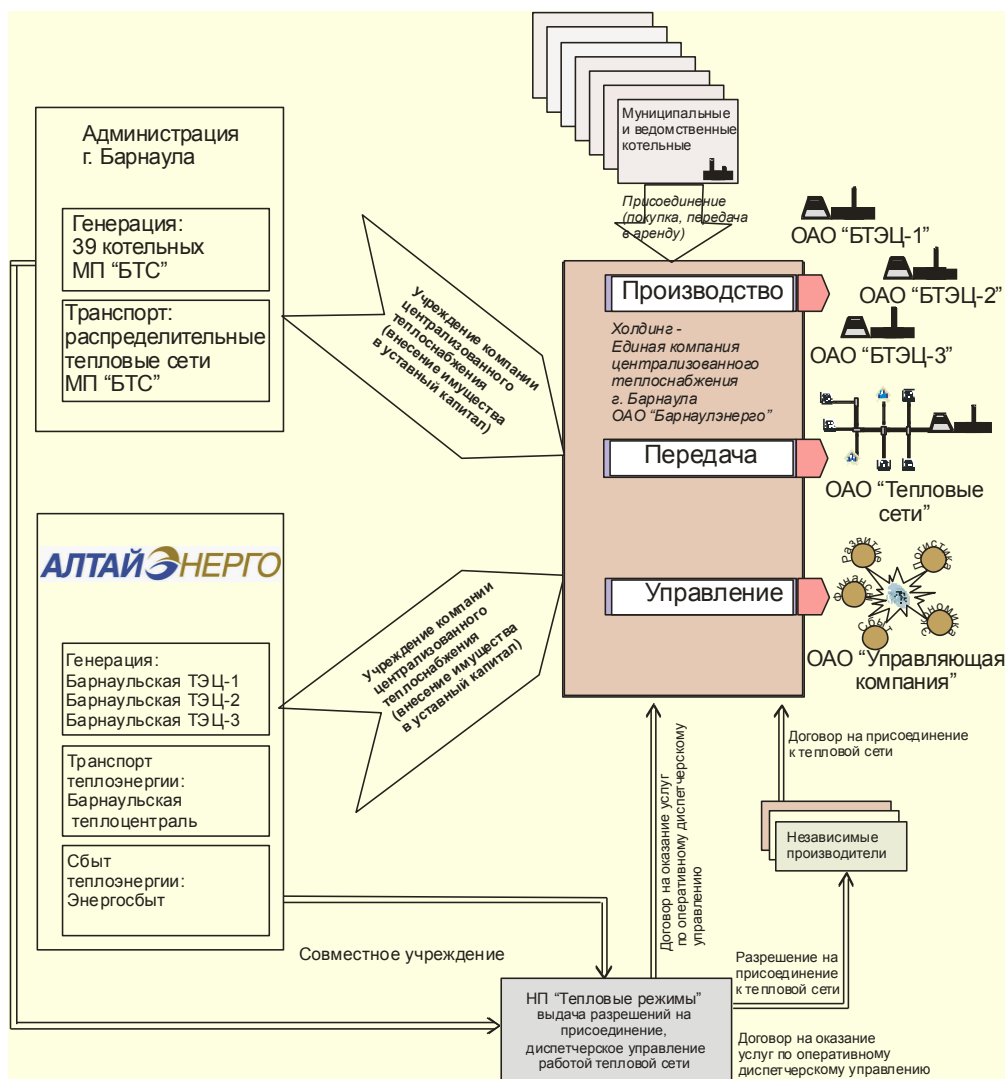 Администрация
г. Барнаула
Генерация:
39 котельных
МП “БТС”
Транспорт:
распределительные
тепловые сети
МП “БТС”
АЛТАЙЭНЕРГО
Генерация:
Барнаульская ТЭЦ-1
Барнаульская ТЭЦ-2
Барнаульская ТЭЦ-3
Транспорт
теплоэнергии:
Барнаульская
теплоцентраль
Сбыт
теплоэнергии:
Энергосбыт
Учреждение компании
централизованного
теплоснабжения
(внесение имущества
в уставный капитал)
Учреждение компании
централизованного
теплоснабжения
(внесение имущества
в уставный капитал)
Муниципальные
и ведомственные
котельные
Присоединение
(покупка, передача
в аренду)
Производство
Холдинг -
Единая компания
централизованного
теплоснабжения
г. Барнаула
ОАО “Барнаулэнерго”
Передача
Управление
ОАО “БТЭЦ-1”
ОАО “БТЭЦ-2”
ОАО “БТЭЦ-3”
ОАО “Тепловые
сети”
Развитие
Логистика
Финансы
Сбыт
Экономика
ОАО “Управляющая
компания”
Договор на оказание услуг
по оперативному диспетчерскому
управлению
Договор на присоединение
к тепловой сети
Независимые
производители
Разрешение на
присоединение
к тепловой сети
Совместное учреждение
НП “Тепловые режимы”
выдача разрешений на
присоединение,
диспетчерское управление
работой тепловой сети
Договор на оказание
услуг по оперативному
диспетчерскому управлению